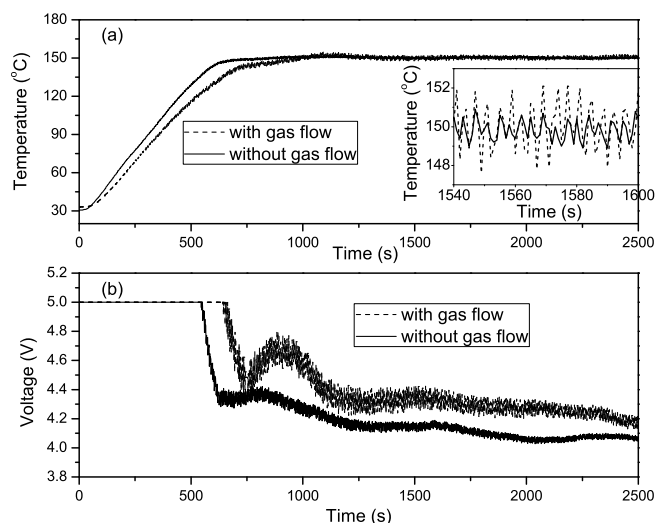 (a)
180
150
120
90
60
30
0
Temperature (°C)
with gas flow
without gas flow
152
150
148
Temperature (°C)
1540 1560 1580 1600
Time (s)
0 500 1000 1500 2000 2500
Time (s)
(b)
5.2
5.0
4.8
4.6
4.4
4.2
4.0
3.8
Voltage (V)
with gas flow
without gas flow
0 500 1000 1500 2000 2500
Time (s)